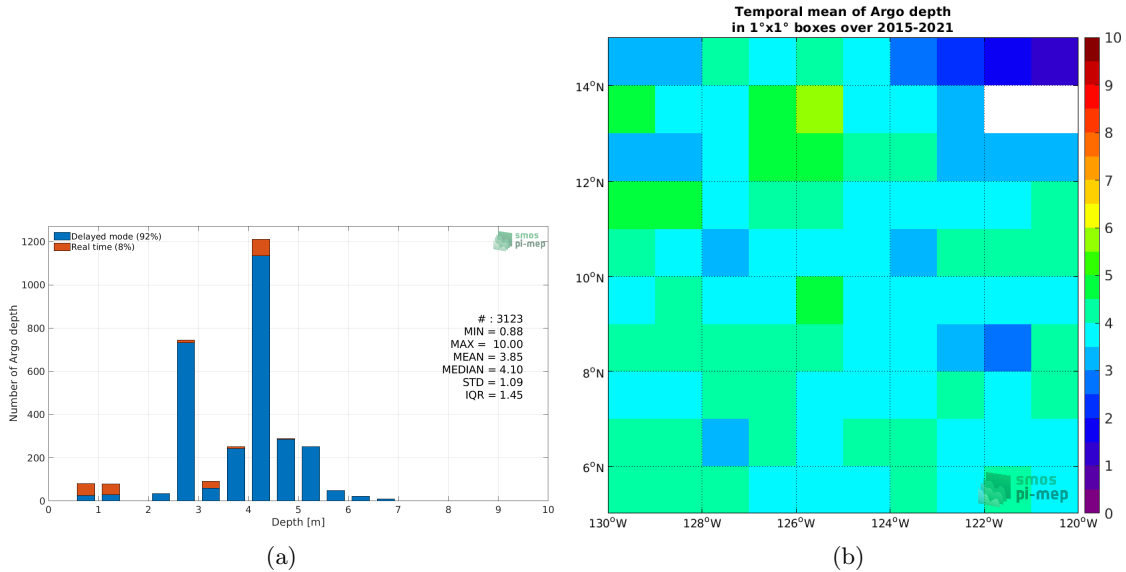 Delayed mode (92%)
Real time (8%)
smos
pi-mep
Number of Argo depth
1200
1000
800
600
400
200
0
# : 3123
MIN = 0.88
MAX = 10.00
MEAN = 3.85
MEDIAN = 4.10
STD = 1.09
IQR = 1.45
0 1 2 3 4 5 6 7 8 9 10
Depth [m]
(a)
Temporal mean of Argo depth
in 1°x1° boxes over 2015-2021
14°N
12°N
10°N
8°N
6°N
130°W 128°W 126°W 124°W 122°W 120°W
smos
pi-mep
10
9
8
7
6
5
4
3
2
1
0
(b)